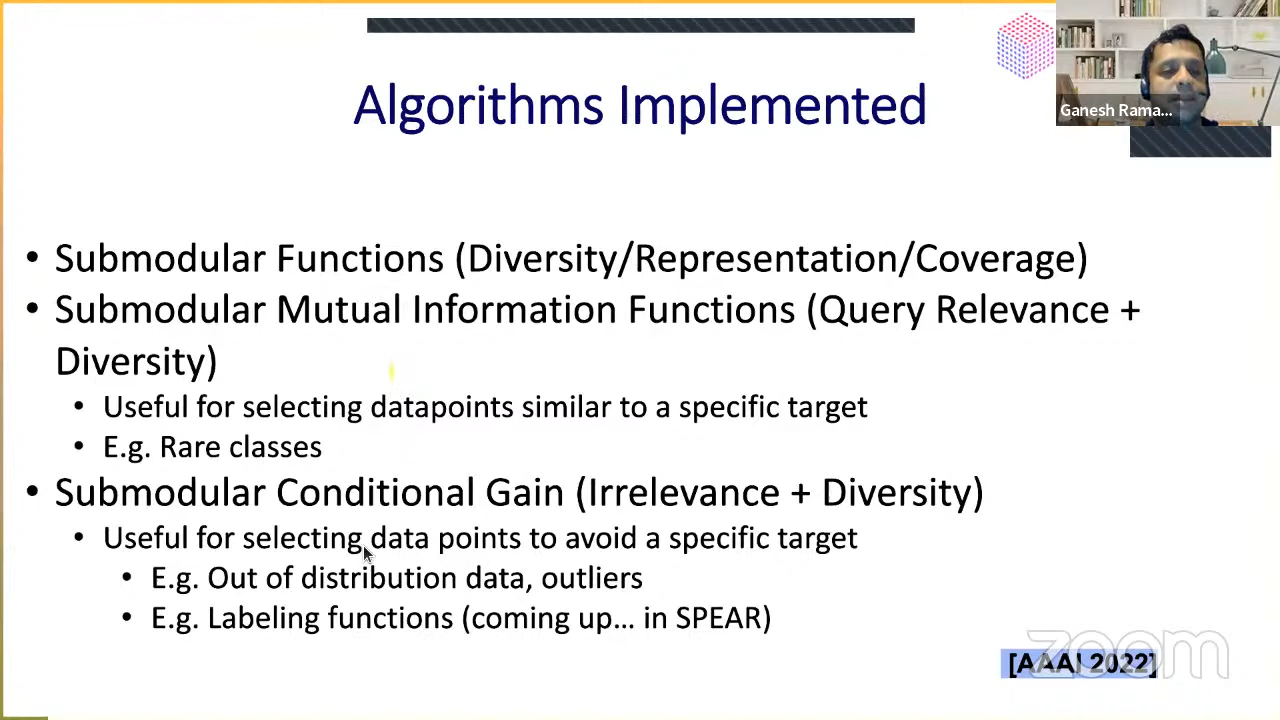 Algorithms Implemented
Ganesh Rama...
• Submodular Functions (Diversity/Representation/Coverage)
• Submodular Mutual Information Functions (Query Relevance +
Diversity)
• Useful for selecting datapoints similar to a specific target
• E.g. Rare classes
• Submodular Conditional Gain (Irrelevance + Diversity)
• Useful for selecting data points to avoid a specific target
• E.g. Out of distribution data, outliers
• E.g. Labeling functions (coming up... in SPEAR)
[AAAI 2022]
zoom